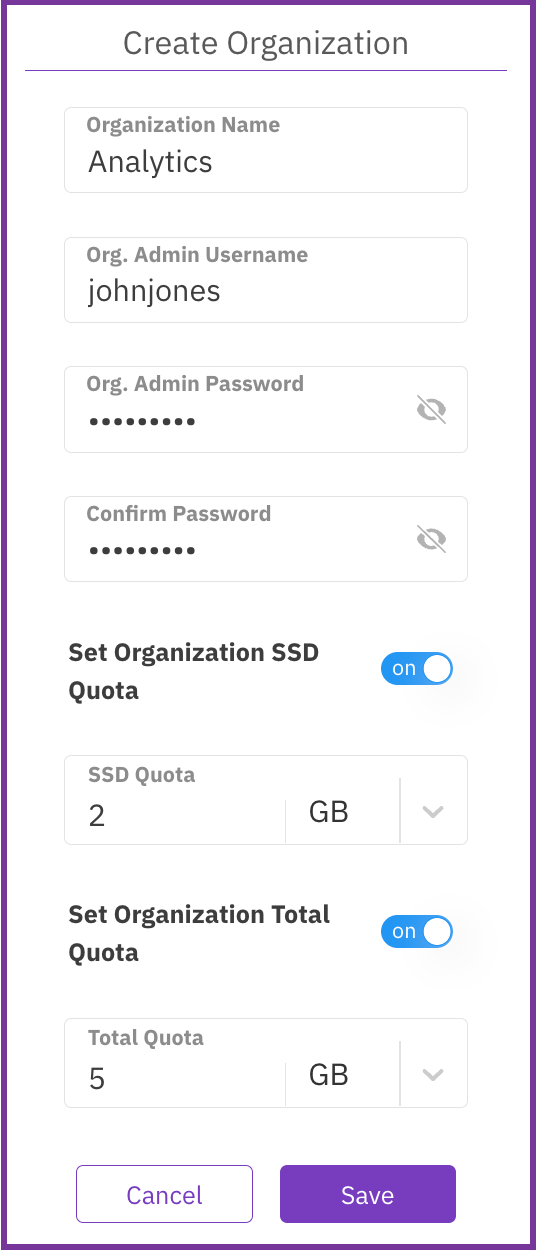 Create Organization
Organization Name
Analytics
Org. Admin Username
johnjones
Org. Admin Password
•••••••••
Confirm Password
•••••••••
Set Organization SSD
Quota
on
SSD Quota
2
GB
Set Organization Total
Quota
on
Total Quota
5
GB
Cancel
Save